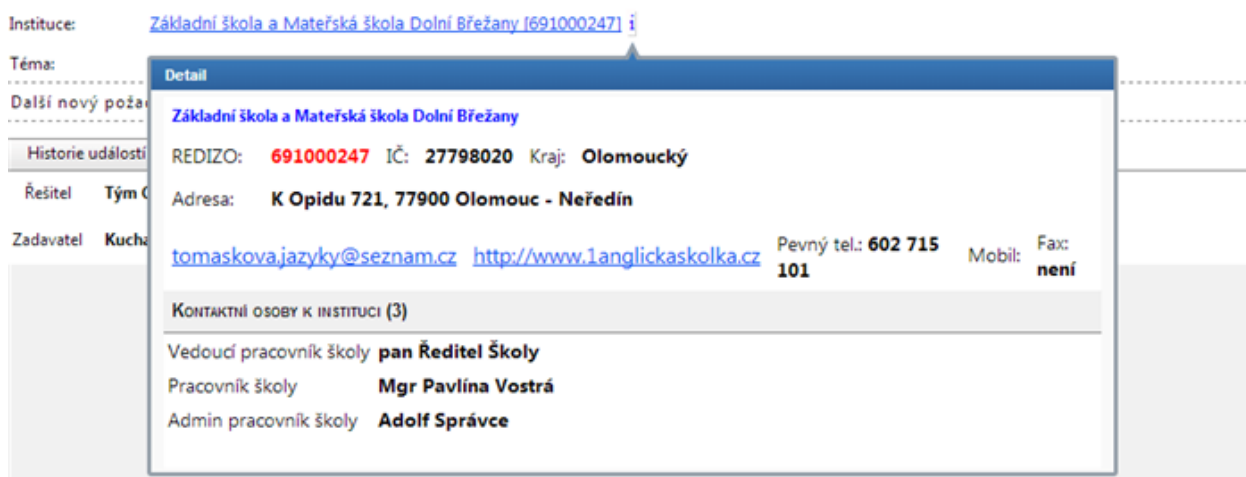 Instituce: Základní škola a Mateřská škola Dolní Břežany [691000247] i
Téma:
Detail
Další nový poža
Základní škola a Mateřská škola Dolní Břežany
Historie událostí
REDIZO: 691000247 IČ: 27798020 Kraj: Olomoucký
Řešitel Tým
Adresa: K Opidu 721, 77900 Olomouc - Neředín
Zadavatel Kucha
tomaskova.jazyky@seznam.cz http://www.1anglickaskolka.cz Pevný tel.: 602 715 101 Mobil: Fax: není
KONTAKTNÍ OSOBY K INSTITUCI (3)
Vedoucí pracovník školy pan Ředitel Školy
Pracovník školy Mgr Pavlína Vostrá
Admin pracovník školy Adolf Správce